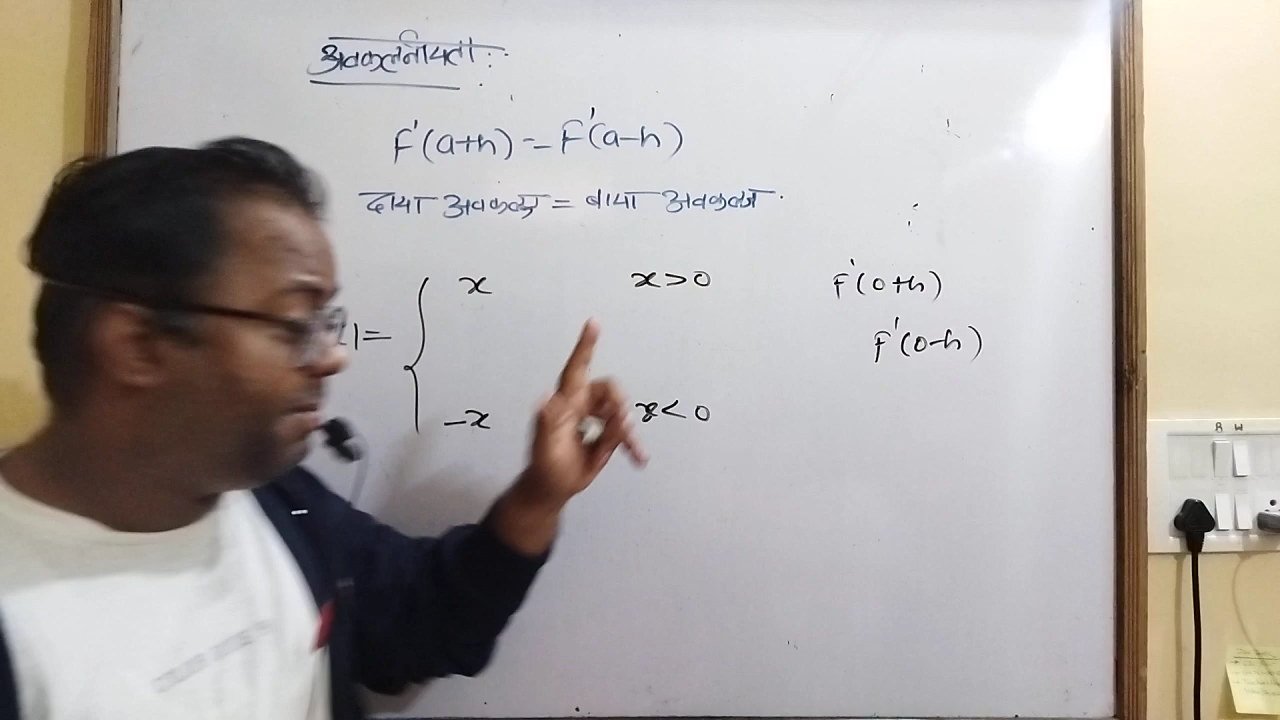 अवकलनीयता :-
F'(a+h) = F'(a-h)
दाया अवकलज = बाया अवकलज.
x x>0 F'(0+h)
= { F'(0-h)
-x x<0
R W